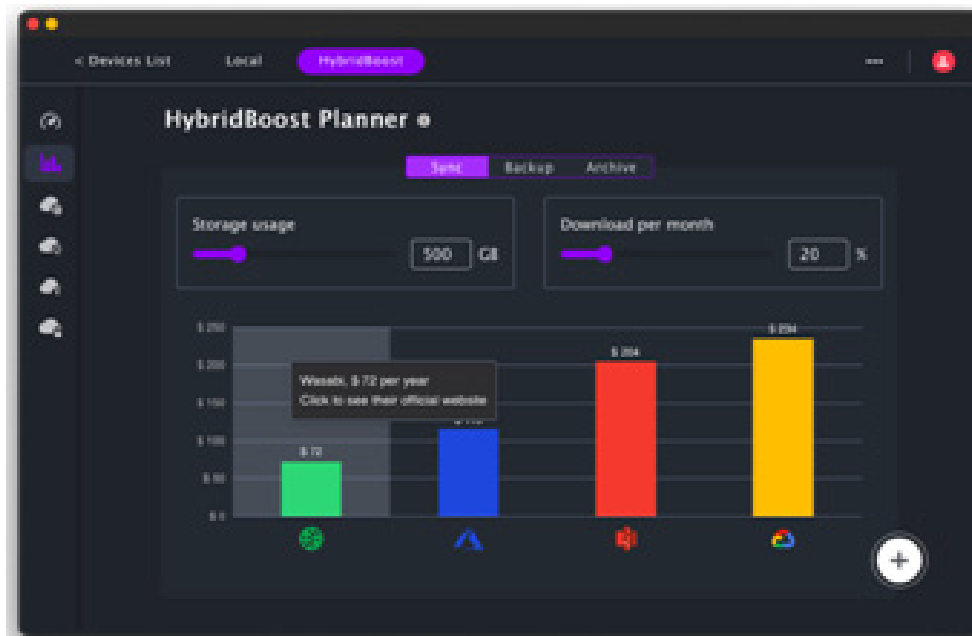 < Devices List Local HybridBoost
HybridBoost Planner
Sync Backup Archive
Storage usage
500 GB
Download per month
20 %
$ 250
$ 200
$ 150
$ 100
$ 50
$ 0
Wasabi, $ 72 per year
Click to see their official website
$ 72
$ 204
$ 234